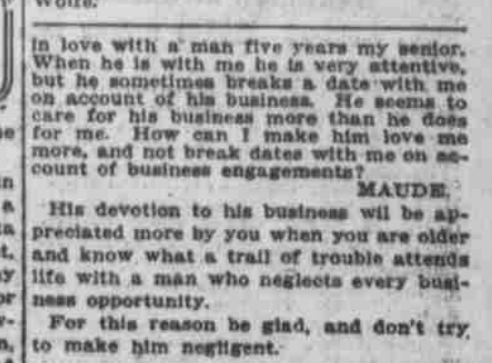 Wolfe.
in love with a man five years my senior.
When he is with me he is very attentive,
but he sometimes breaks a date with me
on account of his business. He seems to
care for his business more than he does
for me. How can I make him love me
more, and not break dates with me on ac-
count of business engagements?
MAUDE.
His devotion to his business wil be ap-
preciated more by you when you are older
and know what a trail of trouble attends
life with a man who neglects every busi-
ness opportunity.
For this reason be glad, and don't try
to make him negligent.